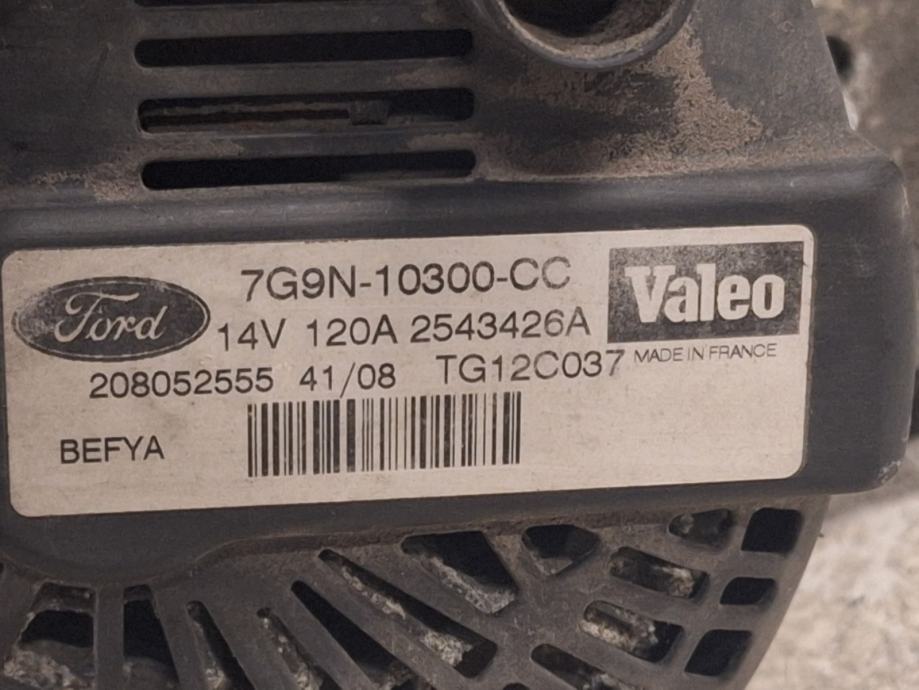 Ford
7G9N-10300-CC
Valeo
14V 120A 2543426A
MADE IN FRANCE
208052555 41/08 TG12C037
BEFYA